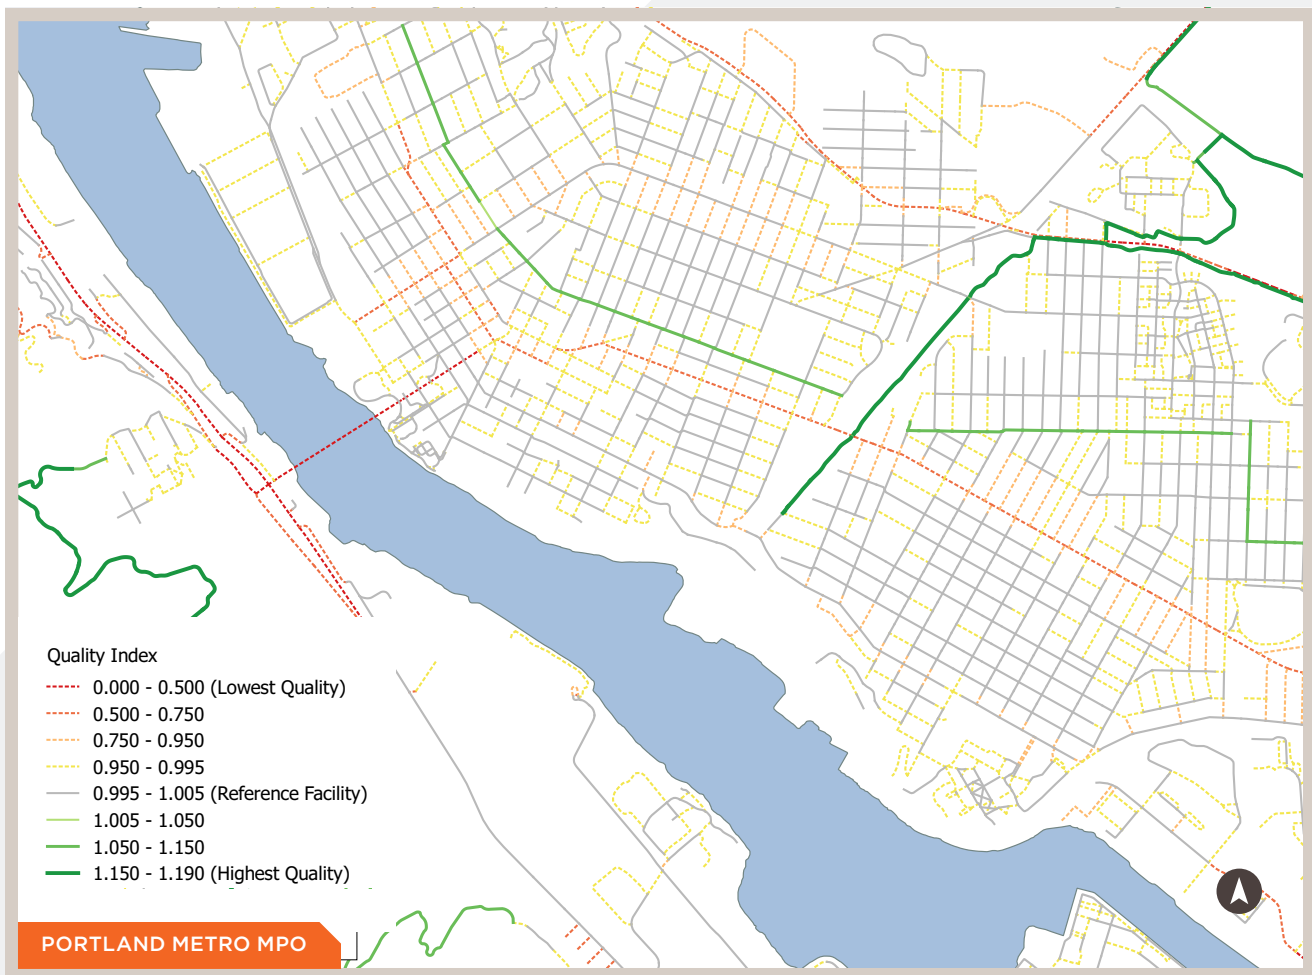 Quality Index
0.000 - 0.500 (Lowest Quality)
0.500 - 0.750
0.750 - 0.950
0.950 - 0.995
0.995 - 1.005 (Reference Facility)
1.005 - 1.050
1.050 - 1.150
1.150 - 1.190 (Highest Quality)
PORTLAND METRO MPO